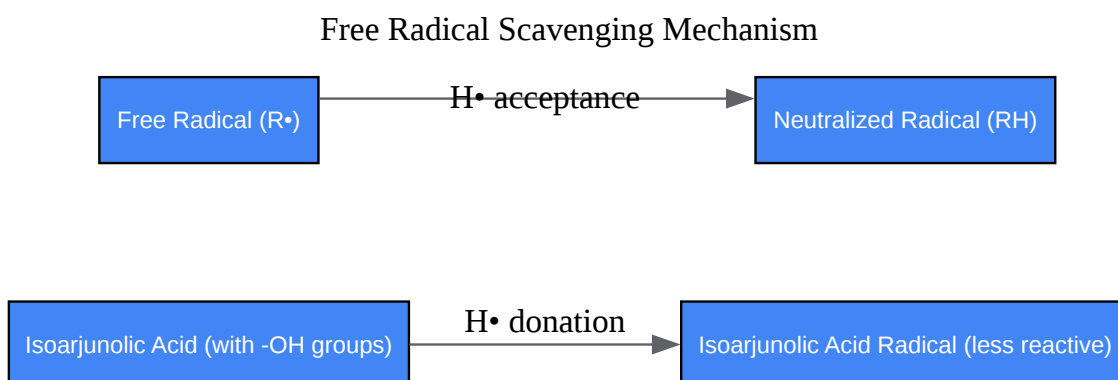 Free Radical Scavenging Mechanism
Free Radical (R•)
H• acceptance
Neutralized Radical (RH)
Isoarjunolic Acid (with -OH groups)
H• donation
Isoarjunolic Acid Radical (less reactive)